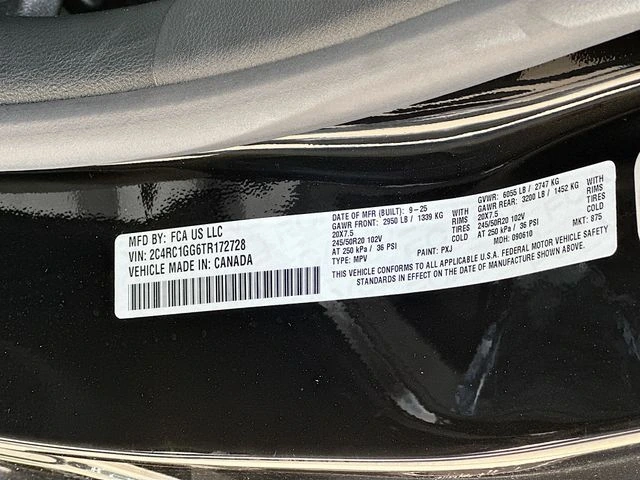 MFD BY: FCA US LLC
VIN: 2C4RC1GG6TR172728
VEHICLE MADE IN: CANADA
DATE OF MFR (BUILT): 9-25
GAWR FRONT: 2950 LB / 1339 KG WITH
20X7.5 RIMS
245/50R20 102V TIRES
AT 250 kPa / 36 PSI COLD
TYPE: MPV PAINT: PXJ
GVWR: 6055 LB / 2747 KG
GAWR REAR: 3200 LB / 1452 KG WITH
20X7.5 RIMS
245/50R20 102V TIRES
AT 250 kPa / 36 PSI COLD
MDH: 090610 MKT: 875
THIS VEHICLE CONFORMS TO ALL APPLICABLE U.S.A. FEDERAL MOTOR VEHICLE SAFETY
STANDARDS IN EFFECT ON THE DATE OF MANUFACTURE SHOWN ABOVE.